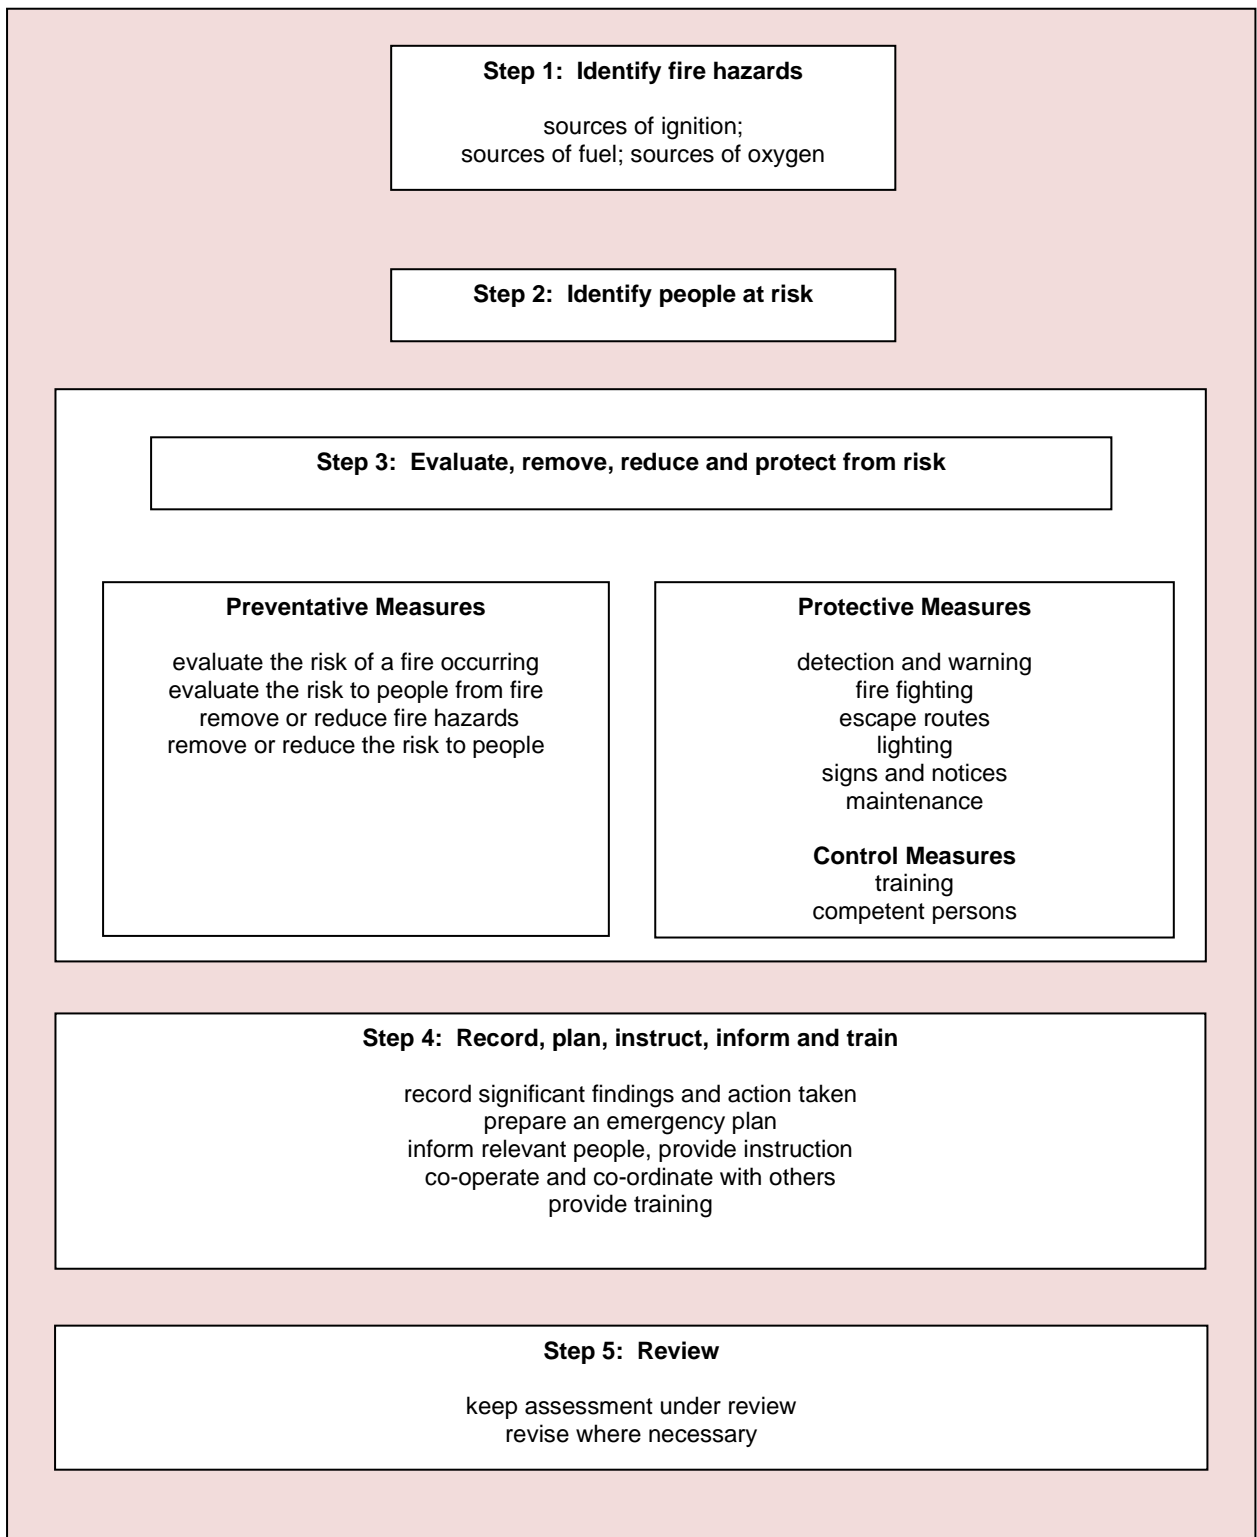 Step 1:  Identify fire hazards
sources of ignition;
sources of fuel; sources of oxygen
Step 2:  Identify people at risk
Step 3:  Evaluate, remove, reduce and protect from risk
Preventative Measures
evaluate the risk of a fire occurring
evaluate the risk to people from fire
remove or reduce fire hazards
remove or reduce the risk to people
Protective Measures
detection and warning
fire fighting
escape routes
lighting
signs and notices
maintenance
Control Measures
training
competent persons
Step 4:  Record, plan, instruct, inform and train
record significant findings and action taken
prepare an emergency plan
inform relevant people, provide instruction
co-operate and co-ordinate with others
provide training
Step 5:  Review
keep assessment under review
revise where necessary